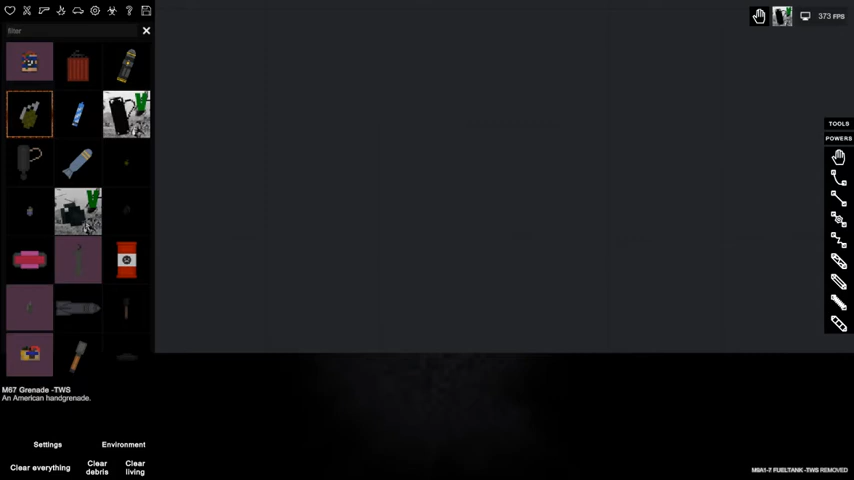 373 FPS
filter
TOOLS
POWERS
M67 Grenade -TWS
An American handgrenade.
Settings
Environment
Clear everything
Clear debris
Clear living
M9A1-7 FUELTANK -TWS REMOVED